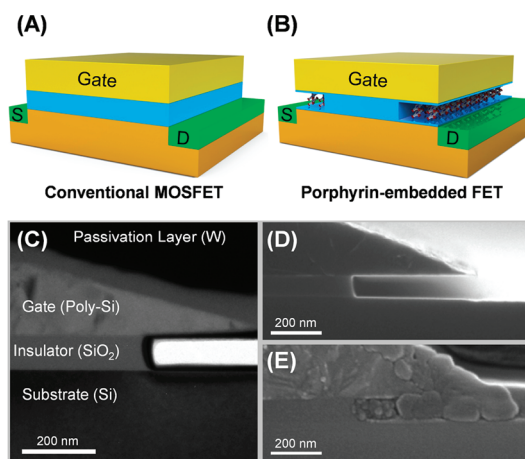 (A)
(B)
Gate
Gate
S
D
S
D
Conventional MOSFET
Porphyrin-embedded FET
(C)
Passivation Layer (W)
Gate (Poly-Si)
Insulator (SiO₂)
Substrate (Si)
200 nm
(D)
200 nm
(E)
200 nm